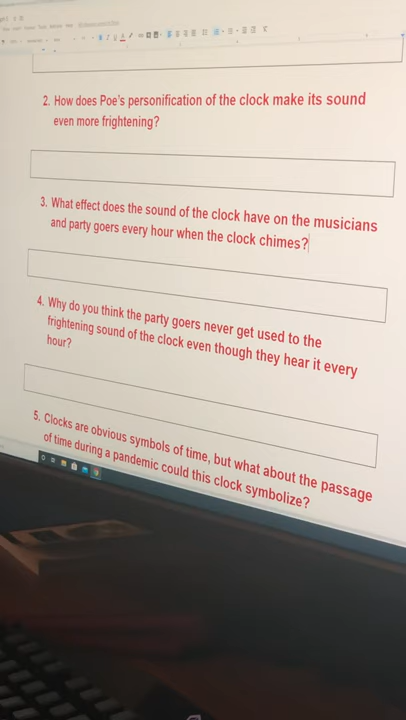 2. How does Poe's personification of the clock make its sound
even more frightening?
3. What effect does the sound of the clock have on the musicians
and party goers every hour when the clock chimes?
4. Why do you think the party goers never get used to the
frightening sound of the clock even though they hear it every
hour?
5. Clocks are obvious symbols of time, but what about the passage
of time during a pandemic could this clock symbolize?